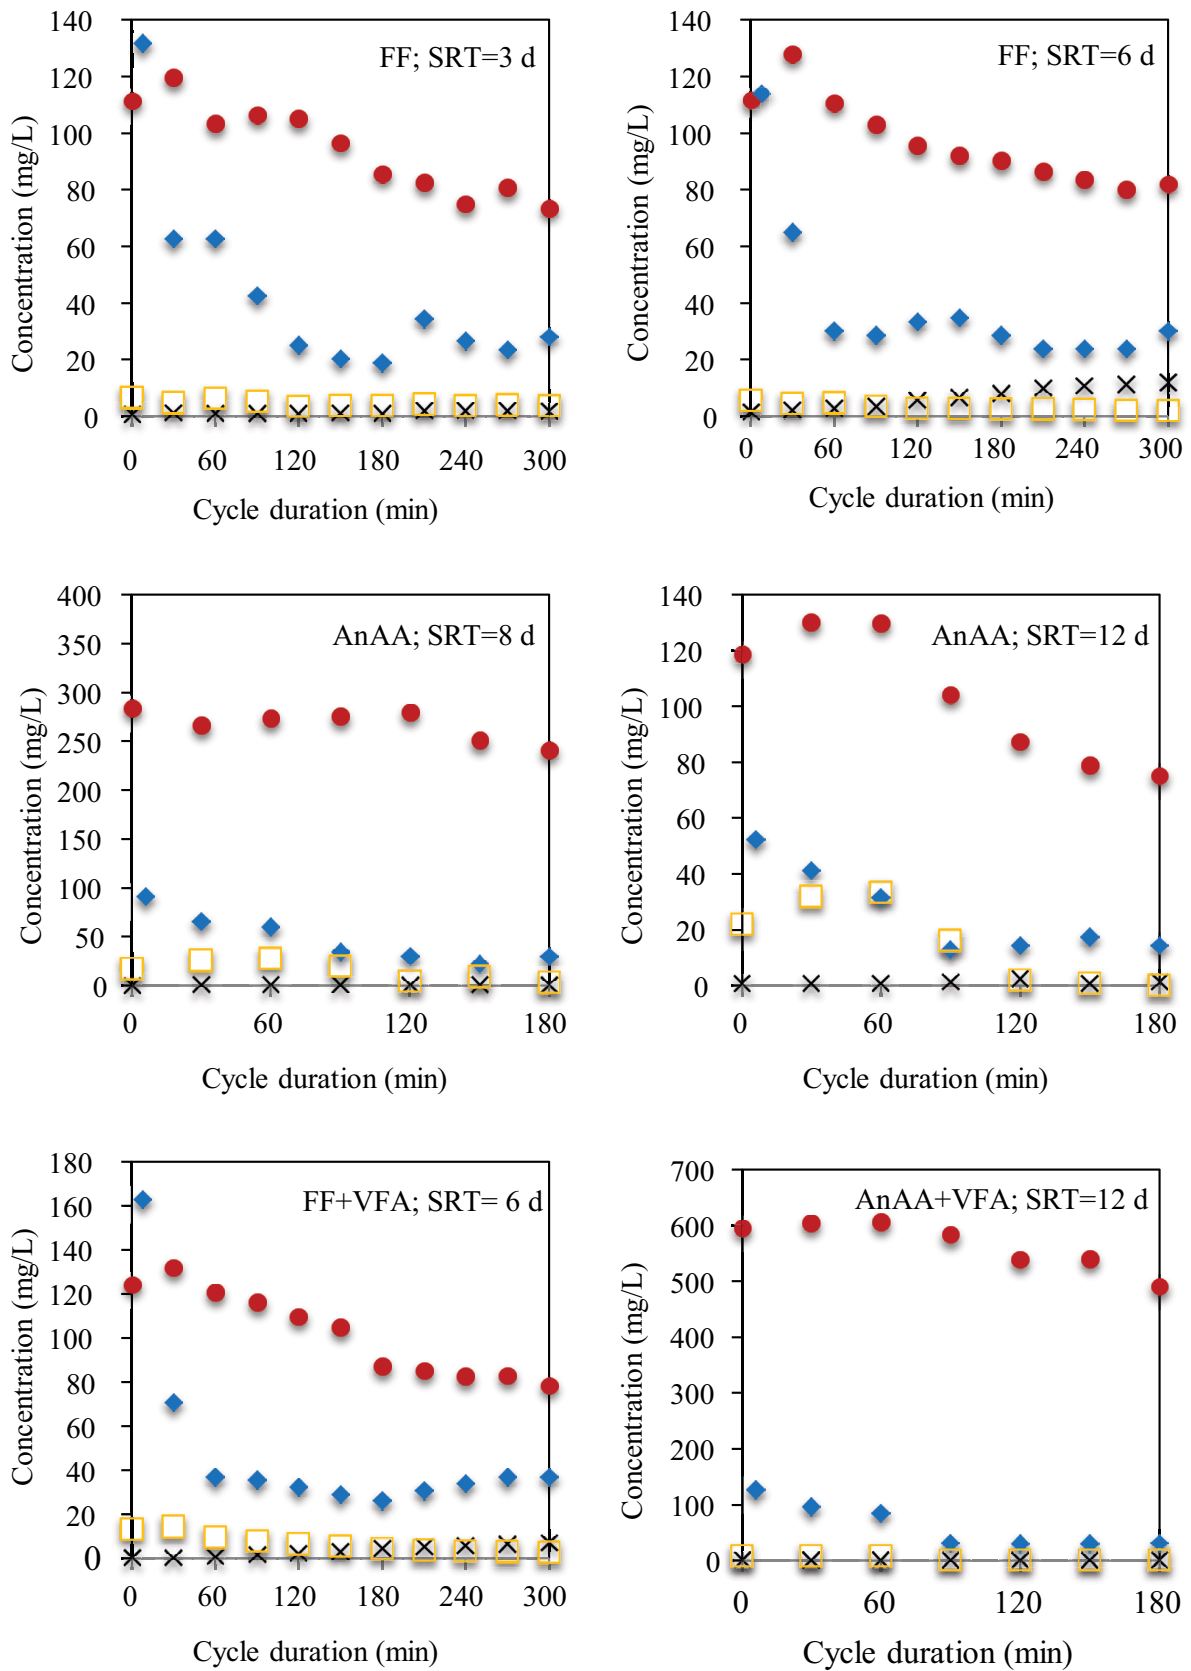 FF; SRT=3 d
Concentration (mg/L)
140
120
100
80
60
40
20
0
0 60 120 180 240 300
Cycle duration (min)
FF; SRT=6 d
Concentration (mg/L)
140
120
100
80
60
40
20
0
0 60 120 180 240 300
Cycle duration (min)
AnAA; SRT=8 d
Concentration (mg/L)
400
350
300
250
200
150
100
50
0
0 60 120 180
Cycle duration (min)
AnAA; SRT=12 d
Concentration (mg/L)
140
120
100
80
60
40
20
0
0 60 120 180
Cycle duration (min)
FF+VFA; SRT= 6 d
Concentration (mg/L)
180
160
140
120
100
80
60
40
20
0
0 60 120 180 240 300
Cycle duration (min)
AnAA+VFA; SRT=12 d
Concentration (mg/L)
700
600
500
400
300
200
100
0
0 60 120 180
Cycle duration (min)